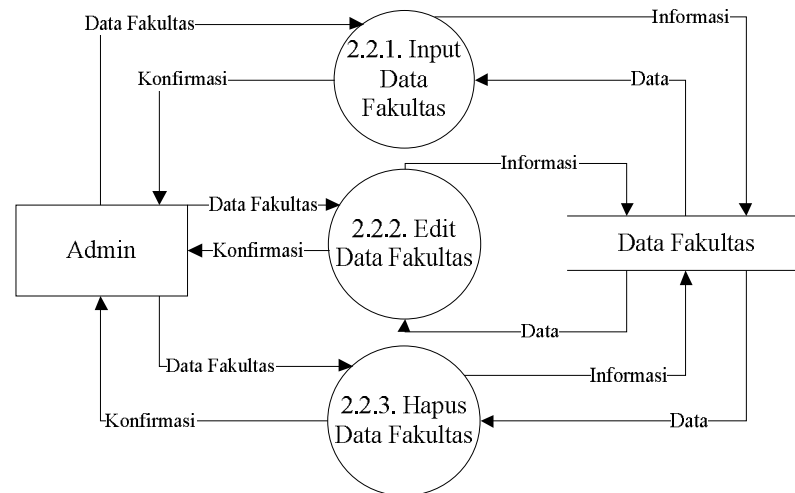 Data Fakultas
Informasi
2.2.1. Input
Data
Fakultas
Konfirmasi
Data
Informasi
Data Fakultas
2.2.2. Edit
Data Fakultas
Admin
Konfirmasi
Data Fakultas
Data
Data Fakultas
Informasi
2.2.3. Hapus
Data Fakultas
Konfirmasi
Data